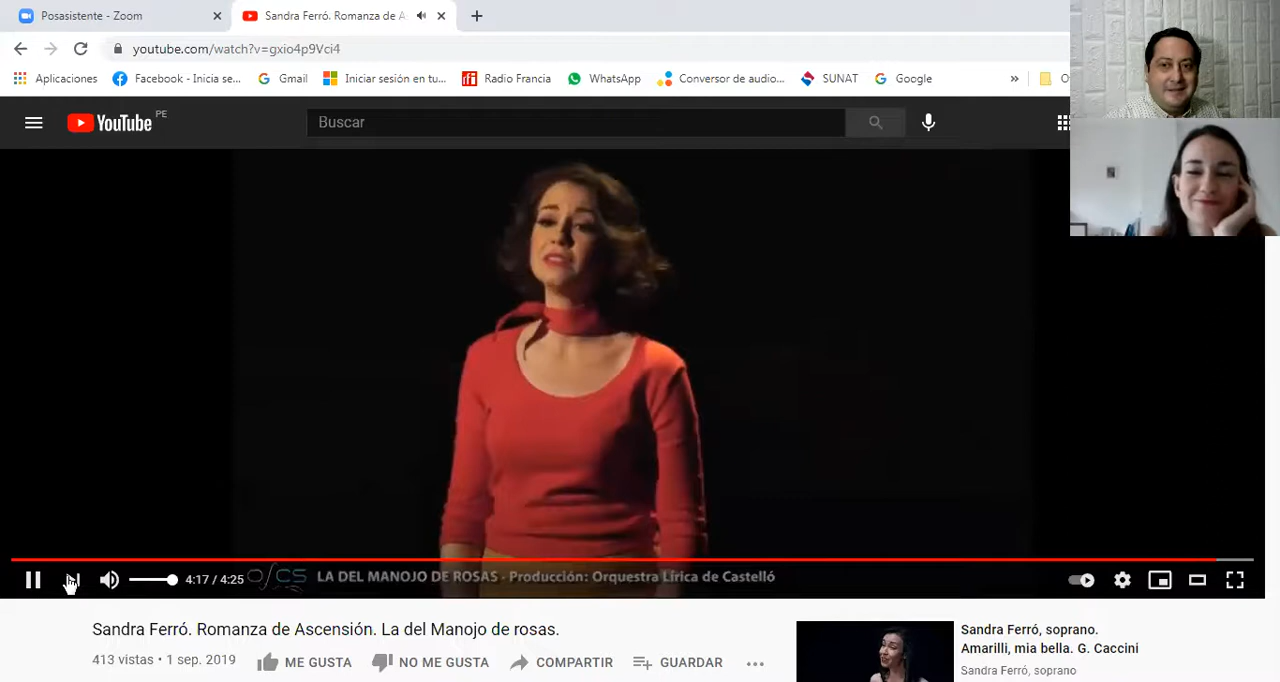 Posasistente - Zoom
Sandra Ferró. Romanza de As
youtube.com/watch?v=gxio4p9Vci4
Aplicaciones Facebook - Inicia se... Gmail Iniciar sesión en tu... rfi Radio Francia WhatsApp Conversor de audio... SUNAT Google »
YouTube PE
Buscar
4:17 / 4:25
LA DEL MANOJO DE ROSAS - Producción: Orquestra Lírica de Castelló
Sandra Ferró. Romanza de Ascensión. La del Manojo de rosas.
413 vistas • 1 sep. 2019
ME GUSTA NO ME GUSTA COMPARTIR GUARDAR ...
Sandra Ferró, soprano.
Amarilli, mia bella. G. Caccini
Sandra Ferró, soprano